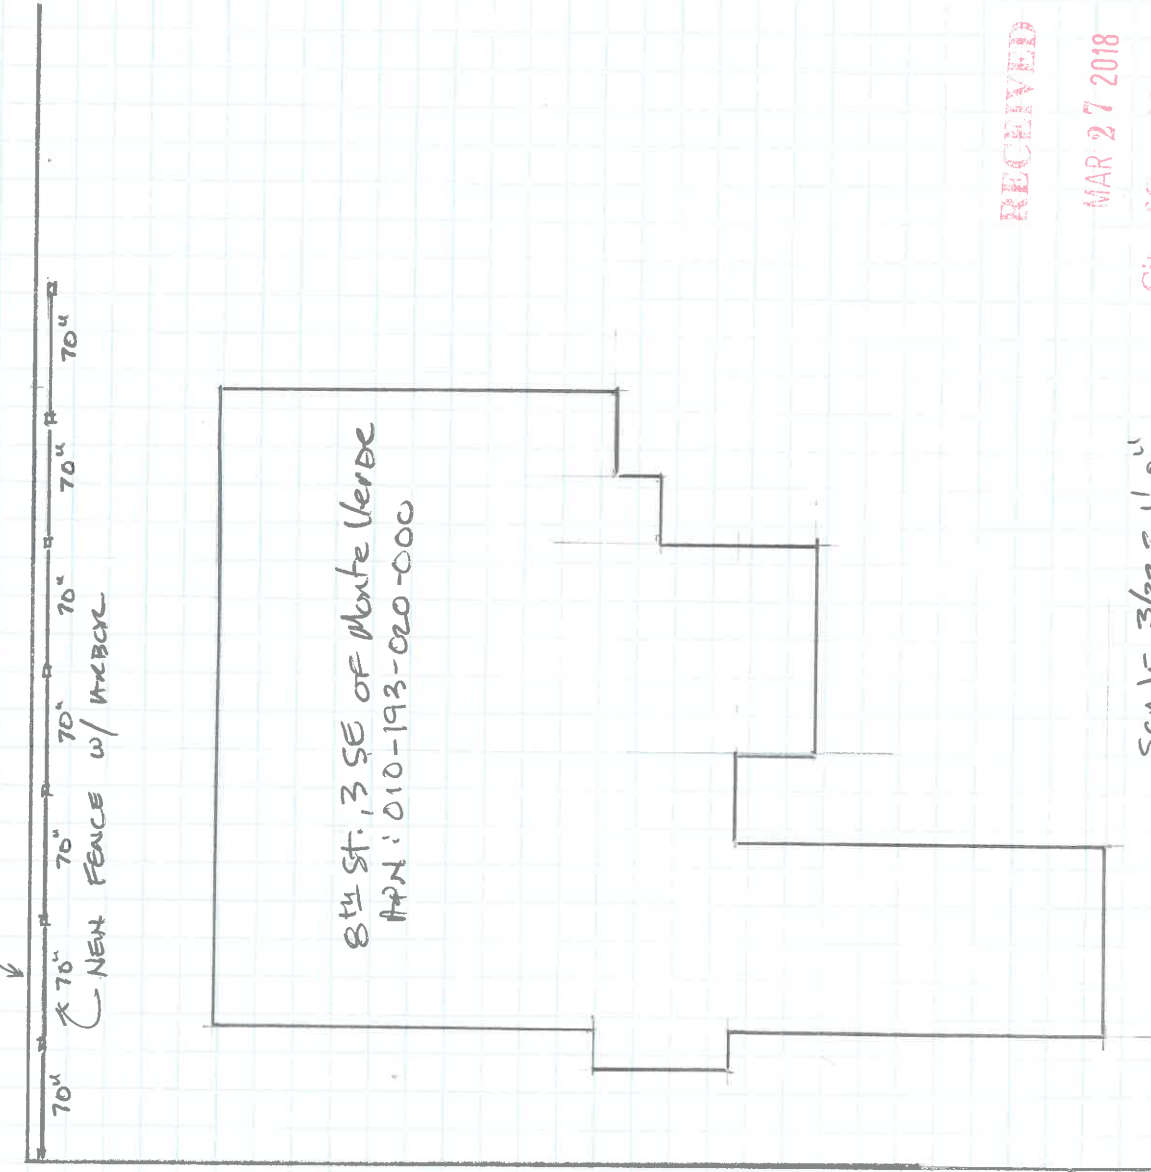 70"
70"
70"
70"
70"
70"
70"
NEW FENCE W/ ARBOR
8th St., 3 SE OF Monte Verde
APN: 010-193-020-000
RECEIVED
MAR 27 2018
SCALE